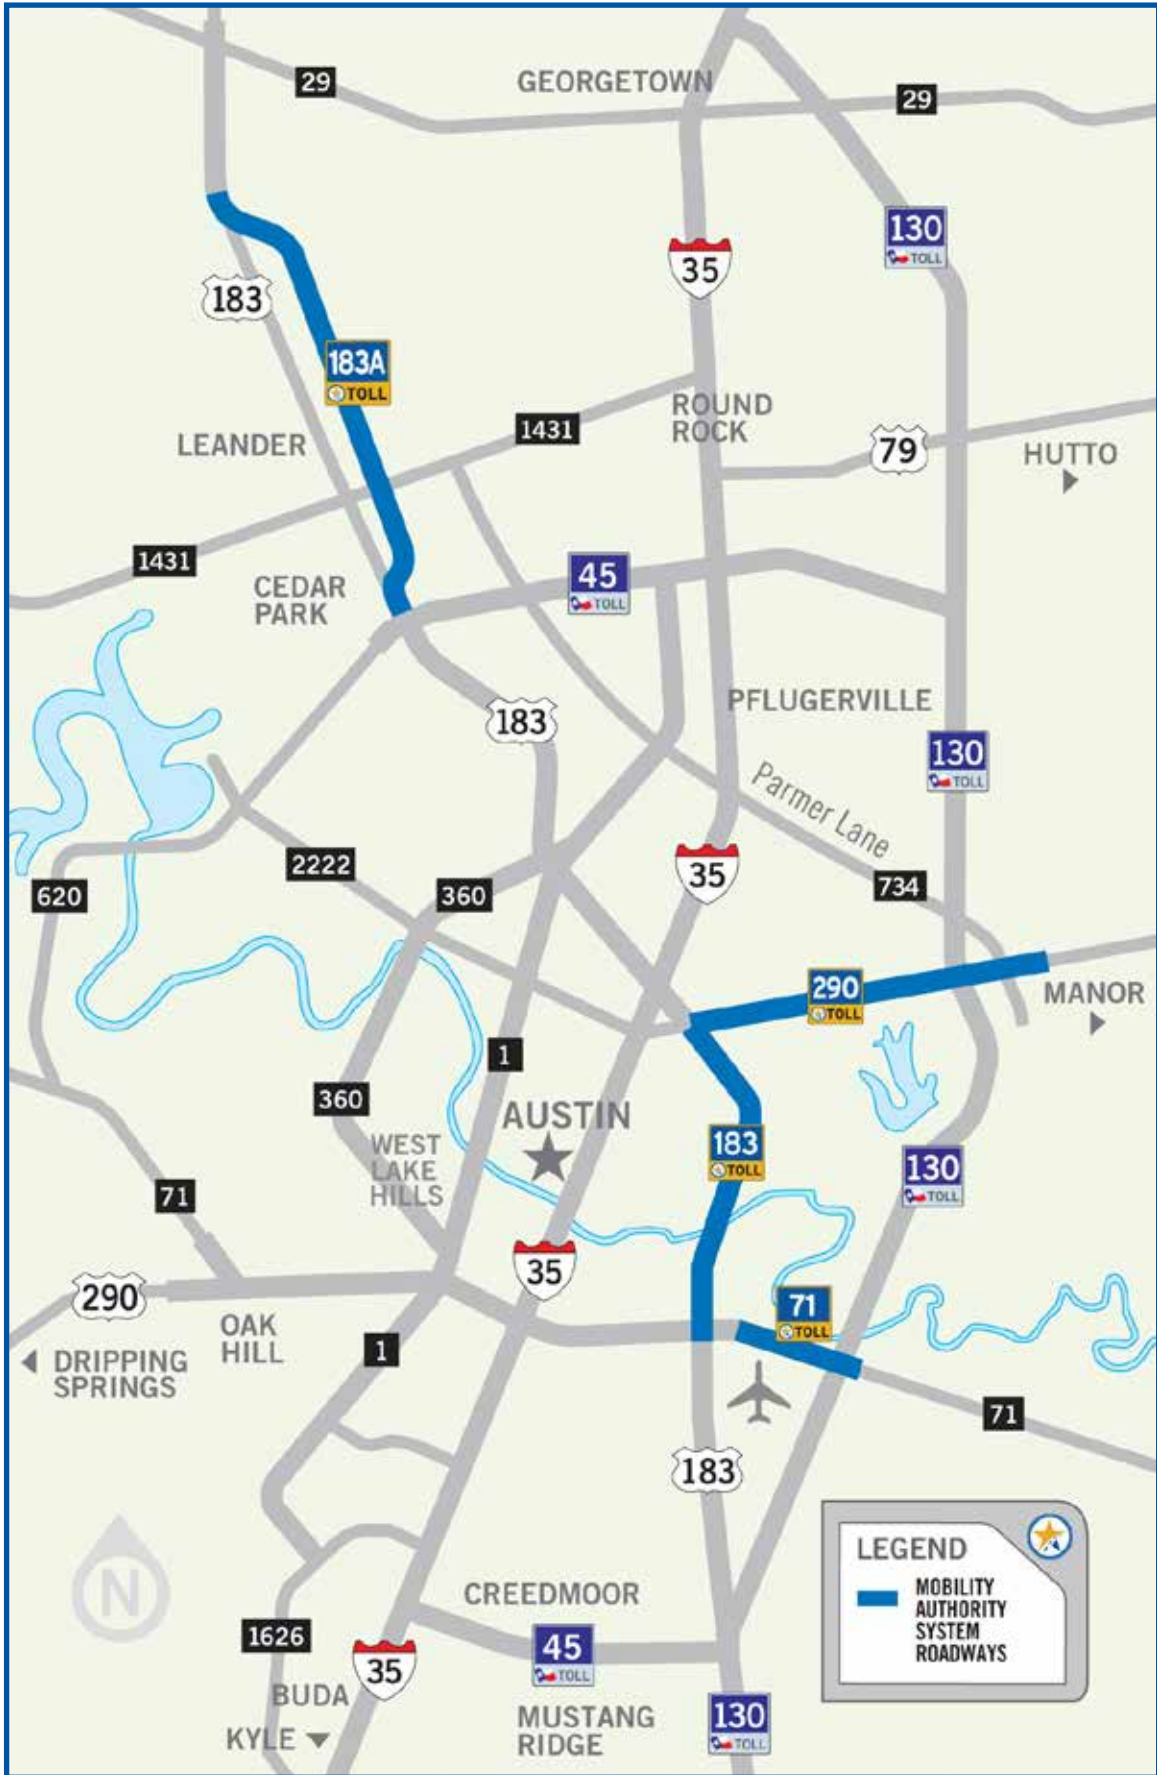 29
GEORGETOWN
29
130
TOLL
35
183
183A
TOLL
ROUND
ROCK
1431
LEANDER
79
HUTTO
1431
45
TOLL
CEDAR
PARK
PFLUGERVILLE
183
130
TOLL
Parmer Lane
2222
35
620
360
734
290
TOLL
MANOR
1
360
AUSTIN
WEST
LAKE
HILLS
183
TOLL
130
TOLL
71
35
290
71
TOLL
OAK
HILL
1
DRIPPING
SPRINGS
71
183
LEGEND
MOBILITY
AUTHORITY
SYSTEM
ROADWAYS
N
CREEDMOOR
1626
45
TOLL
35
BUDA
KYLE
MUSTANG
RIDGE
130
TOLL